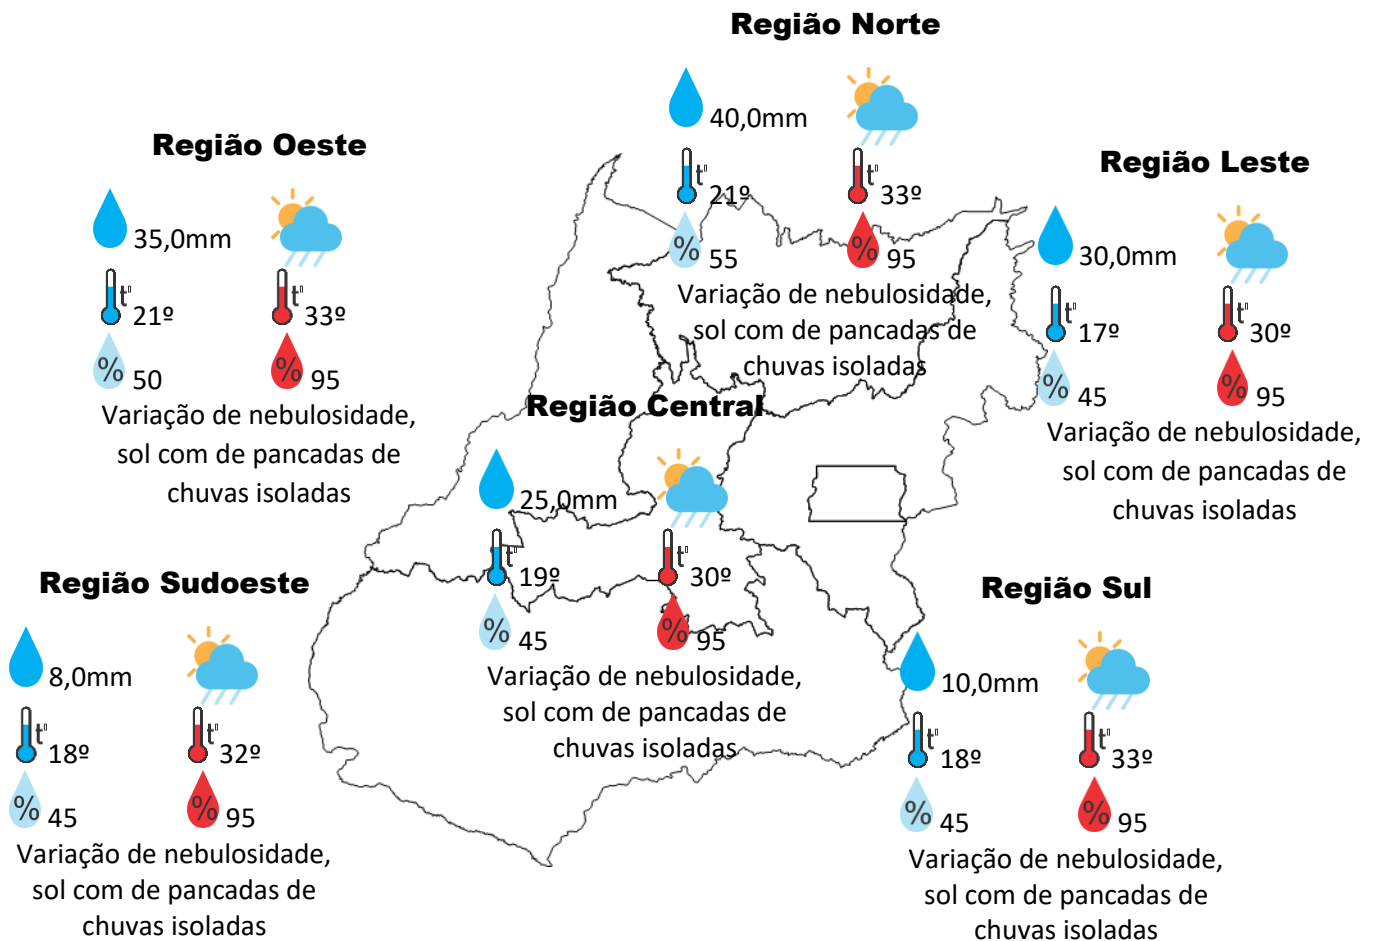 Região Norte
40,0mm
t°
21º
33º
%
55
%
95
Variação de nebulosidade,
sol com de pancadas de
chuvas isoladas
Região Oeste
35,0mm
t°
21º
33º
%
50
%
95
Variação de nebulosidade,
sol com de pancadas de
chuvas isoladas
Região Leste
30,0mm
t°
17º
30º
%
45
%
95
Variação de nebulosidade,
sol com de pancadas de
chuvas isoladas
Região Central
25,0mm
t°
19º
30º
%
45
%
95
Variação de nebulosidade,
sol com de pancadas de
chuvas isoladas
Região Sudoeste
8,0mm
t°
18º
32º
%
45
%
95
Variação de nebulosidade,
sol com de pancadas de
chuvas isoladas
Região Sul
10,0mm
t°
18º
33º
%
45
%
95
Variação de nebulosidade,
sol com de pancadas de
chuvas isoladas